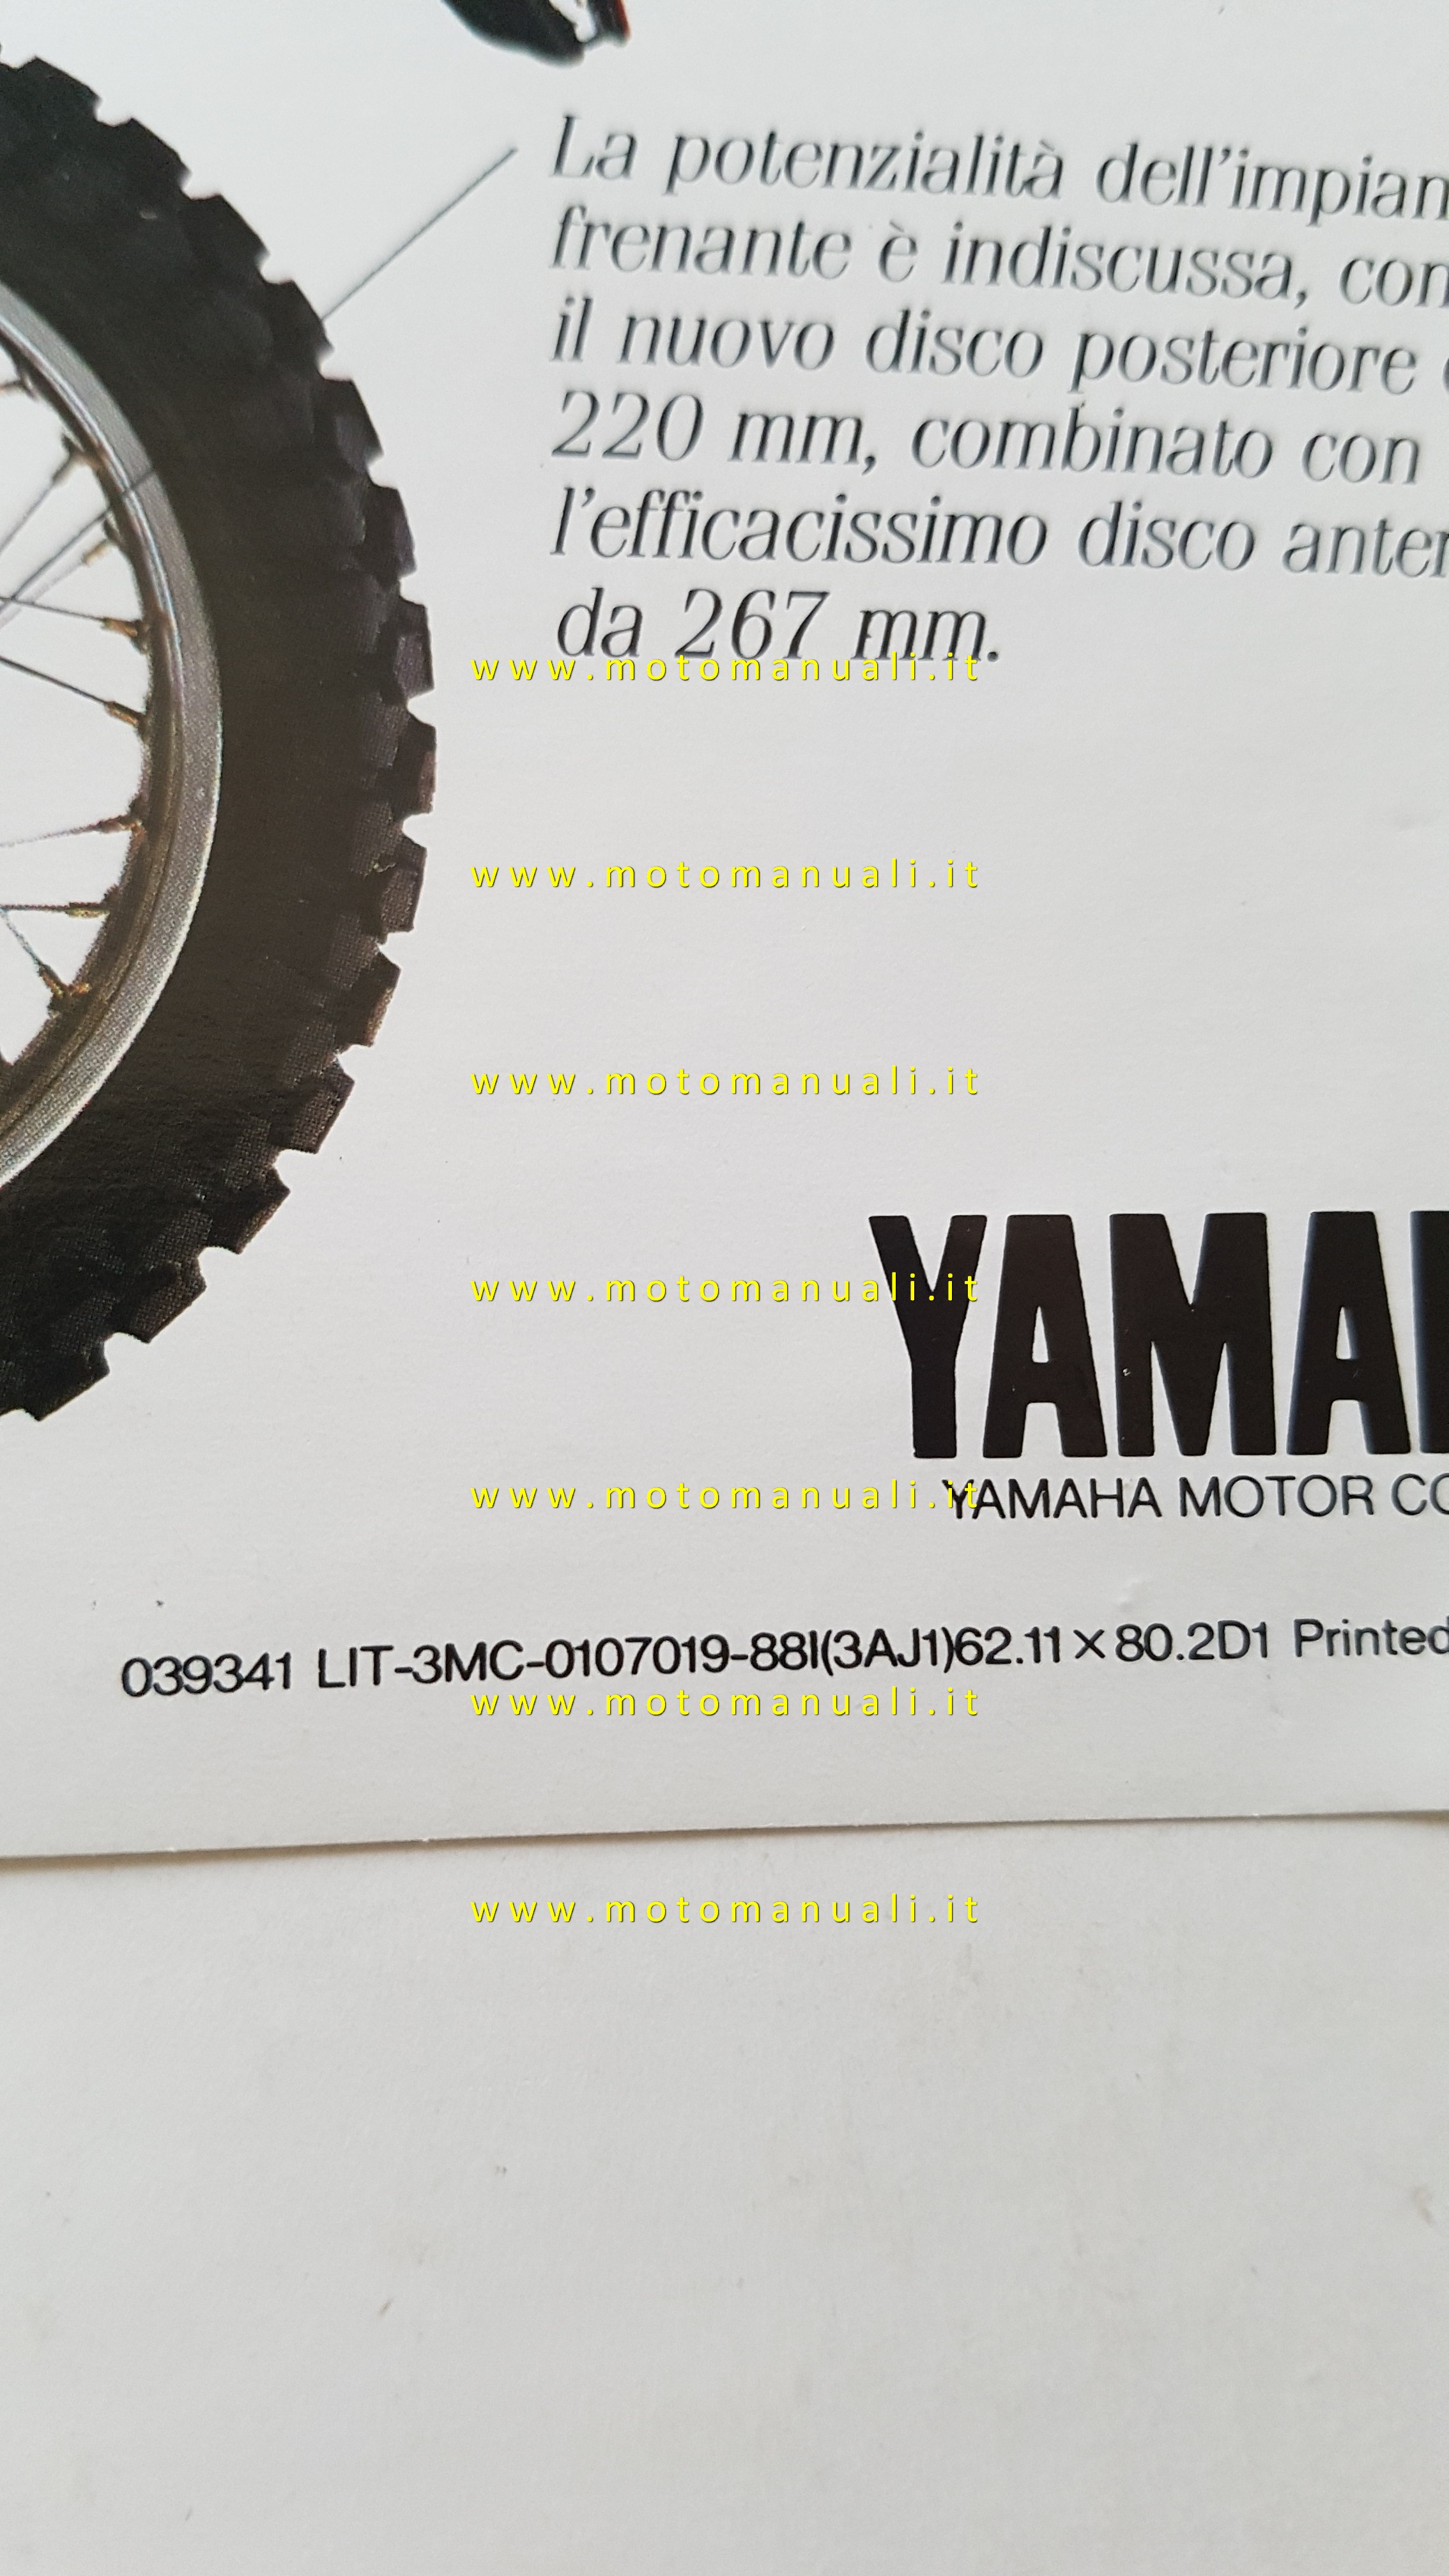 La potenzialità dell'impian
frenante è indiscussa, con
il nuovo disco posteriore
220 mm, combinato con
l'efficacissimo disco anter
da 267 mm.
www.motomanuali.it
www.motomanuali.it
www.motomanuali.it
YAMA
www.motomanuali.it
YAMAHA MOTOR CO
www.motomanuali.it
039341 LIT-3MC-0107019-88I(3AJ1)62.11×80.2D1 Printed
www.motomanuali.it
www.motomanuali.it